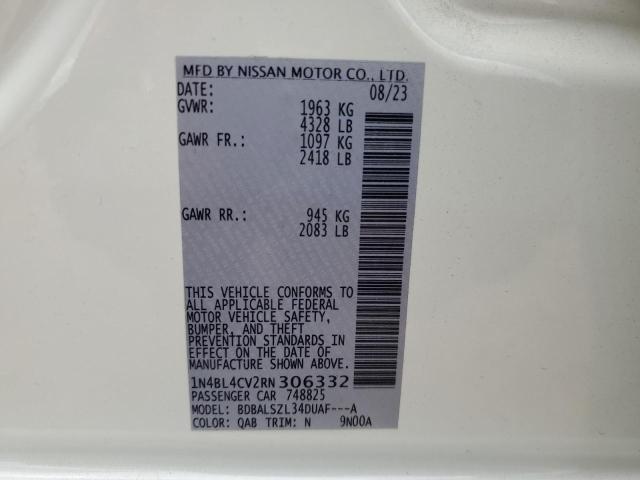 MFD BY NISSAN MOTOR CO., LTD.
DATE: 08/23
GVWR: 1963 KG
4328 LB
GAWR FR.: 1097 KG
2418 LB
GAWR RR.: 945 KG
2083 LB
THIS VEHICLE CONFORMS TO
ALL APPLICABLE FEDERAL
MOTOR VEHICLE SAFETY,
BUMPER, AND THEFT
PREVENTION STANDARDS
IN EFFECT ON THE DATE OF
MANUFACTURE SHOWN ABOVE.
1N4BL4CV2RN306332
PASSENGER CAR 748825
MODEL: BDBALSZL34DUAF---A
COLOR: QAB TRIM: N 9N00A